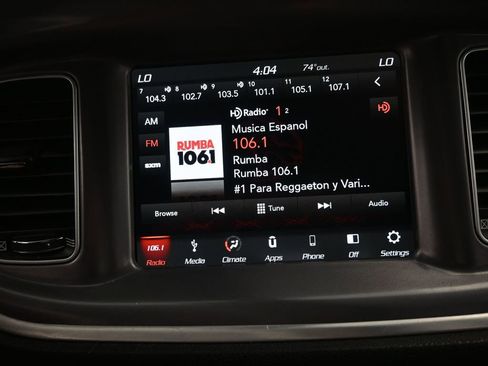 LO 4:04 74°out. LO
7 8 9 10 11 12
104.3 102.7 103.5 101.1 105.1 107.1
AM
HD Radio 1 2
Musica Espanol
FM
106.1
RUMBA
106.1
Rumba
sxm
Rumba 106.1
#1 Para Reggaeton y Vari...
Browse Tune Audio
106.1
Radio Media Climate Apps Phone Off Settings